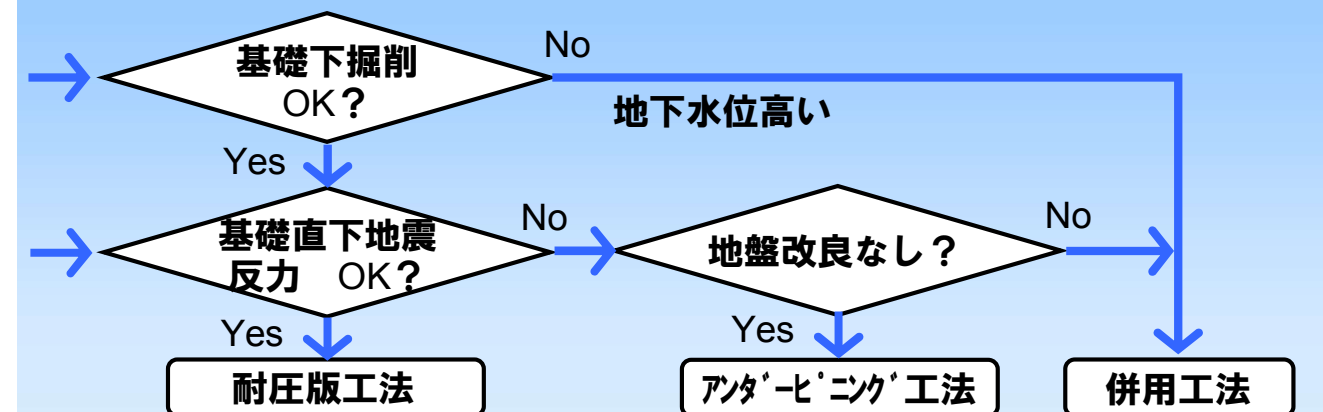 基礎下掘削
OK？
No
地下水位高い
Yes
基礎直下地震
反力　OK？
No
地盤改良なし？
No
Yes
Yes
耐圧版工法
ｱﾝﾀﾞｰﾋﾟﾆﾝｸﾞ工法
併用工法